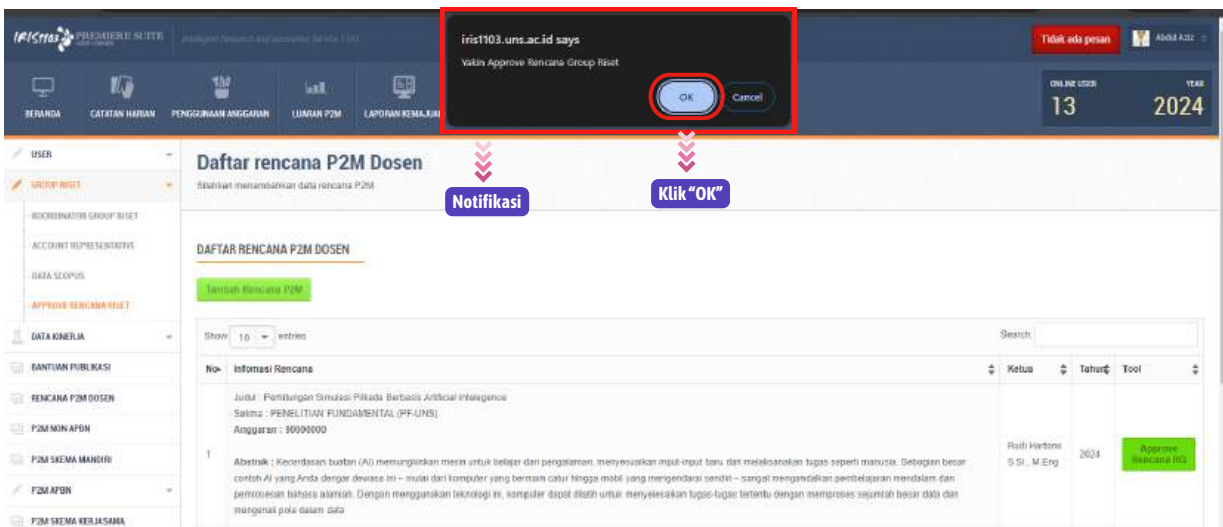 IRIS1103 PREMIERE SUITE
iris1103.uns.ac.id says
Yakin Approve Rencana Group Riset
OK
Cancel
Tidak ada pesan
Abdul Aziz
BERANDA
CATATAN HARIAN
PENGGUNAAN ANGGARAN
LUARAN P2M
LAPORAN KEMAJUAN
ONLINE USER
13
YEAR
2024
Notifikasi
Klik "OK"
USER
GROUP RISET
KOORDINATOR GROUP RISET
ACCOUNT REPRESENTATIVE
DATA SCOPUS
APPROVE RENCANA RISET
DATA KINERJA
BANTUAN PUBLIKASI
RENCANA P2M DOSEN
P2M NON APBN
P2M SKEMA MANDIRI
P2M APBN
P2M SKEMA KERJASAMA
Daftar rencana P2M Dosen
Silahkan menambahkan data rencana P2M
DAFTAR RENCANA P2M DOSEN
Tambah Rencana P2M
Show 10 entries
Search:
No
Infomasi Rencana
Ketua
Tahun
Tool
1
Judul : Perhitungan Simulasi Pilkada Berbasis Artificial Intelegence
Skema : PENELITIAN FUNDAMENTAL (PF-UNS)
Anggaran : 90000000
Abstrak : Kecerdasan buatan (AI) memungkinkan mesin untuk belajar dari pengalaman, menyesuaikan input-input baru dan melaksanakan tugas seperti manusia. Sebagian besar
contoh AI yang Anda dengar dewasa ini – mulai dari komputer yang bermain catur hingga mobil yang mengendarai sendiri – sangat mengandalkan pembelajaran mendalam dan
pemrosesan bahasa alamiah. Dengan menggunakan teknologi ini, komputer dapat dilatih untuk menyelesaikan tugas-tugas tertentu dengan memproses sejumlah besar data dan
mengenali pola dalam data
Rudi Hartono
S.Si., M.Eng
2024
Approve
Rencana RG